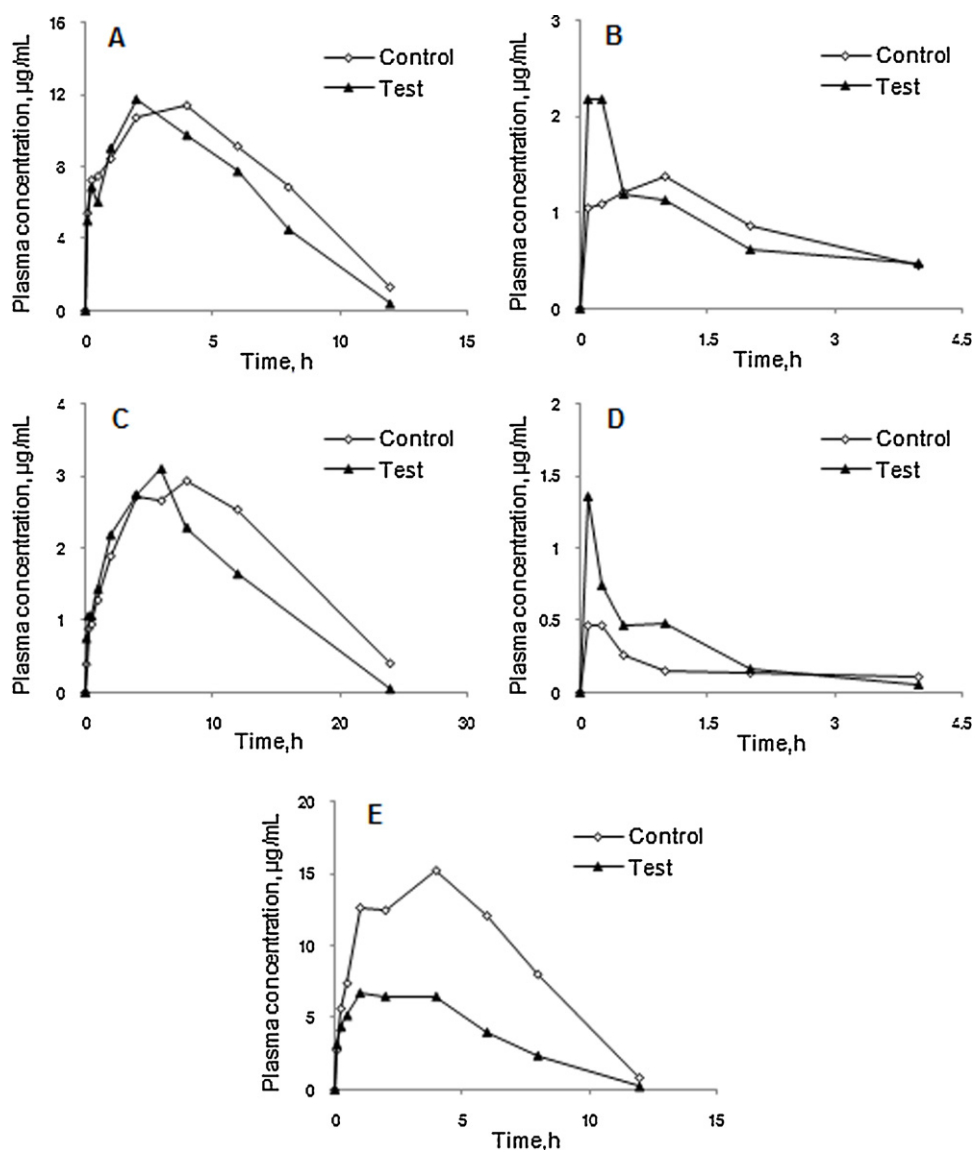 A
Control
Test
Plasma concentration, µg/mL
16
12
8
4
0
0 5 10 15
Time, h
B
Control
Test
Plasma concentration, µg/mL
3
2
1
0
0 1.5 3 4.5
Time,h
C
Control
Test
Plasma concentration, µg/mL
4
3
2
1
0
0 10 20 30
Time,h
D
Control
Test
Plasma concentration, µg/mL
2
1.5
1
0.5
0
0 1.5 3 4.5
Time,h
E
Control
Test
Plasma concentration, µg/mL
20
15
10
5
0
0 5 10 15
Time,h